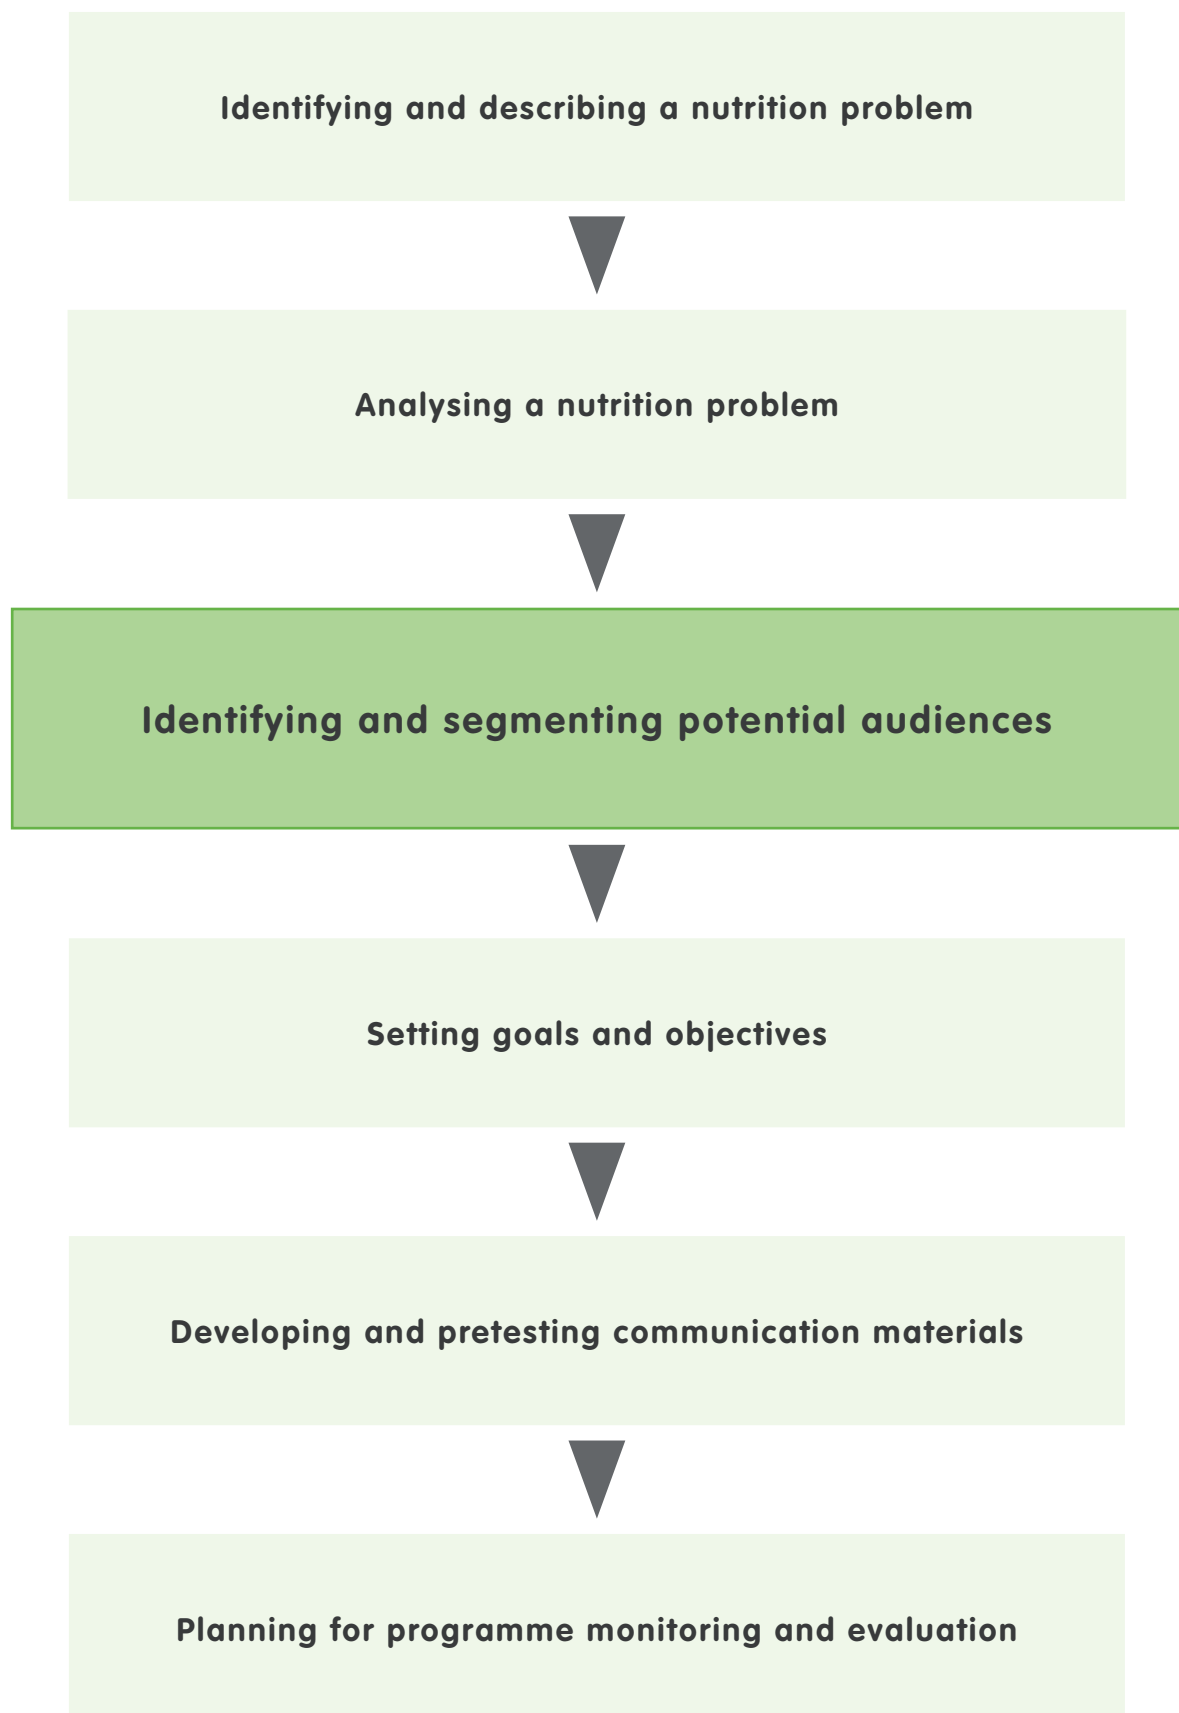 Identifying and describing a nutrition problem
Analysing a nutrition problem
Identifying and segmenting potential audiences
Setting goals and objectives
Developing and pretesting communication materials
Planning for programme monitoring and evaluation